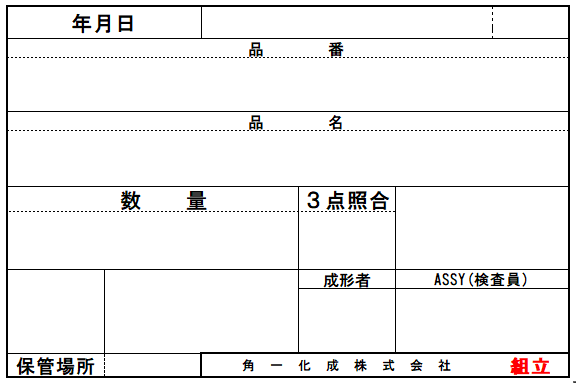 年月日
品　番
品　名
数　量　３点照合
成形者　ASSY(検査員)
保管場所　角一化成株式会社　組立